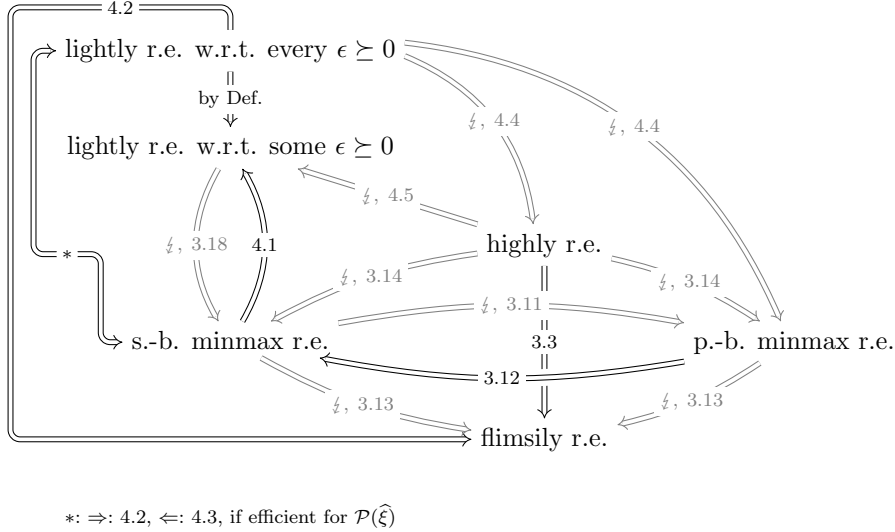 4.2
lightly r.e. w.r.t. every ϵ ⪰ 0
by Def.
↯, 4.4
↯, 4.4
lightly r.e. w.r.t. some ϵ ⪰ 0
↯, 4.5
↯, 3.18
4.1
highly r.e.
*
↯, 3.14
↯, 3.14
↯, 3.11
s.-b. minmax r.e.
3.3
p.-b. minmax r.e.
3.12
↯, 3.13
↯, 3.13
flimsily r.e.
*: ⇒: 4.2, ⇐: 4.3, if efficient for 𝒫(ξ̂)